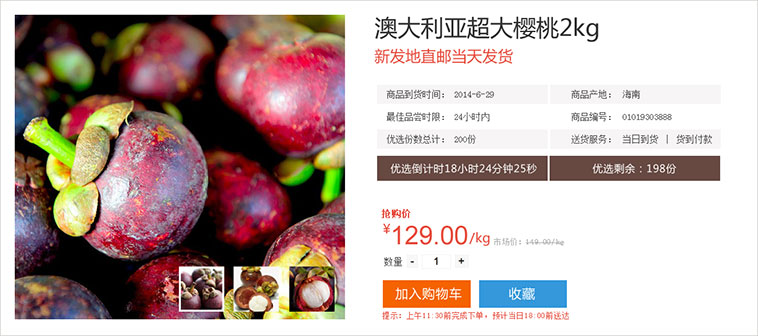 澳大利亚超大樱桃2kg
新发地直邮当天发货
商品到货时间： 2014-6-29 商品产地： 海南
最佳品尝时限： 24小时内 商品编号： 01019303888
优选份数总计： 200份 送货服务： 当日到货 | 货到付款
优选倒计时18小时24分钟25秒 优选剩余：198份
抢购价
¥129.00/kg 市场价：149.00/kg
数量 - 1 +
加入购物车 收藏
提示：上午11:30前完成下单，预计当日18:00前送达